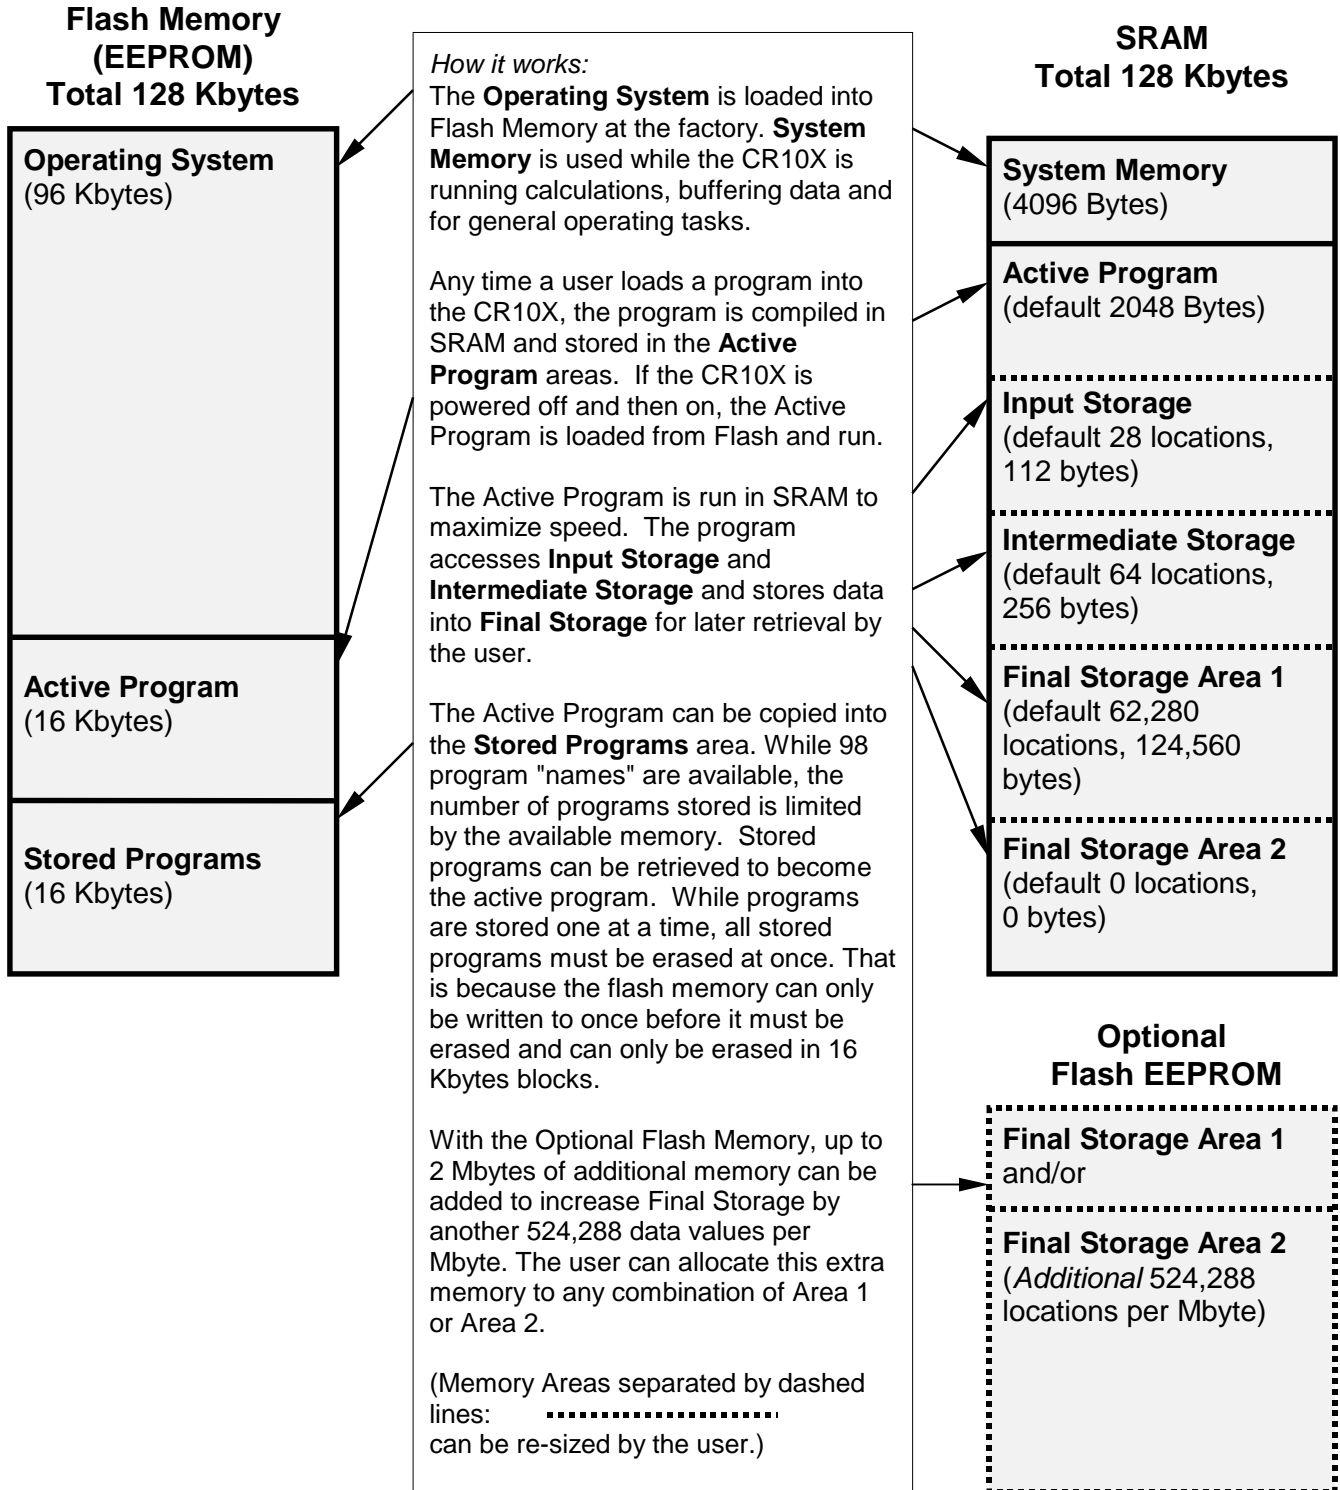 Flash Memory
(EEPROM)
Total 128 Kbytes
Operating System
(96 Kbytes)
Active Program
(16 Kbytes)
Stored Programs
(16 Kbytes)
How it works:
The Operating System is loaded into
Flash Memory at the factory. System
Memory is used while the CR10X is
running calculations, buffering data and
for general operating tasks.
Any time a user loads a program into
the CR10X, the program is compiled in
SRAM and stored in the Active
Program areas.  If the CR10X is
powered off and then on, the Active
Program is loaded from Flash and run.
The Active Program is run in SRAM to
maximize speed.  The program
accesses Input Storage and
Intermediate Storage and stores data
into Final Storage for later retrieval by
the user.
The Active Program can be copied into
the Stored Programs area. While 98
program "names" are available, the
number of programs stored is limited
by the available memory.  Stored
programs can be retrieved to become
the active program.  While programs
are stored one at a time, all stored
programs must be erased at once. That
is because the flash memory can only
be written to once before it must be
erased and can only be erased in 16
Kbytes blocks.
With the Optional Flash Memory, up to
2 Mbytes of additional memory can be
added to increase Final Storage by
another 524,288 data values per
Mbyte. The user can allocate this extra
memory to any combination of Area 1
or Area 2.
(Memory Areas separated by dashed
lines:
can be re-sized by the user.)
SRAM
Total 128 Kbytes
System Memory
(4096 Bytes)
Active Program
(default 2048 Bytes)
Input Storage
(default 28 locations,
112 bytes)
Intermediate Storage
(default 64 locations,
256 bytes)
Final Storage Area 1
(default 62,280
locations, 124,560
bytes)
Final Storage Area 2
(default 0 locations,
0 bytes)
Optional
Flash EEPROM
Final Storage Area 1
and/or
Final Storage Area 2
(Additional 524,288
locations per Mbyte)